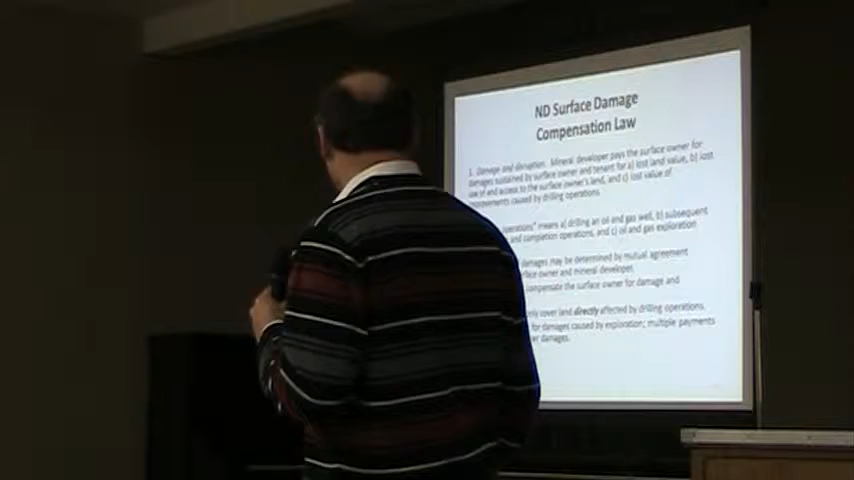 ND Surface Damage
Compensation Law
1. Damage and disruption. Mineral developer pays the surface owner for
damages sustained by surface owner and tenant for a) lost land value, b) lost
use of and access to the surface owner's land, and c) lost value of
improvements caused by drilling operations.
operations" means a) drilling an oil and gas well, b) subsequent
and completion operations, and c) oil and gas exploration
damages may be determined by mutual agreement
owner and mineral developer.
compensate the surface owner for damage and
only cover land directly affected by drilling operations.
for damages caused by exploration; multiple payments
damages.